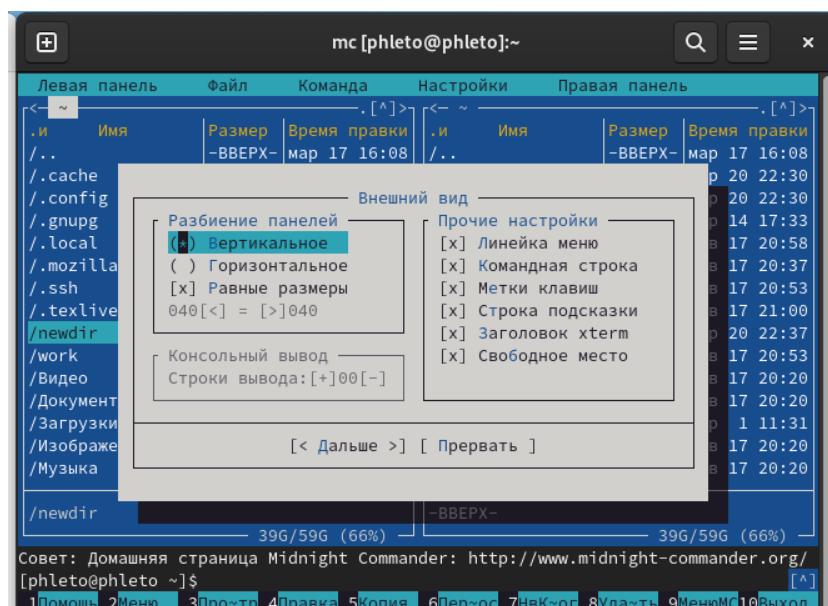 mc [phleto@phleto]:~
Левая панель Файл Команда Настройки Правая панель
<— ~ .[^]> <— ~ .[^]>
.и Имя Размер Время правки .и Имя Размер Время правки
/.. -ВВЕРХ- мар 17 16:08 /.. -ВВЕРХ- мар 17 16:08
/.cache 20 22:30
/.config Внешний вид 20 22:30
/.gnupg Разбиение панелей Прочие настройки 14 17:33
/.local (*) Вертикальное [x] Линейка меню 17 20:58
/.mozilla ( ) Горизонтальное [x] Командная строка 17 20:37
/.ssh [x] Равные размеры [x] Метки клавиш 17 20:53
/.texlive 040[<] = [>]040 [x] Строка подсказки 17 21:00
/newdir [x] Заголовок xterm 20 22:37
/work Консольный вывод [x] Свободное место 17 20:53
/Видео Строки вывода:[+]00[-] 17 20:20
/Документ 17 20:20
/Загрузки 1 11:31
/Изображе [< Дальше >] [ Прервать ] 17 20:20
/Музыка 17 20:20
/newdir -ВВЕРХ-
39G/59G (66%) 39G/59G (66%)
Совет: Домашняя страница Midnight Commander: http://www.midnight-commander.org/
[phleto@phleto ~]$ [^]
1Помощь 2Меню 3Про~тр 4Правка 5Копия 6Пер~ос 7НвК~ог 8Уда~ть 9МенюMC 10Выход